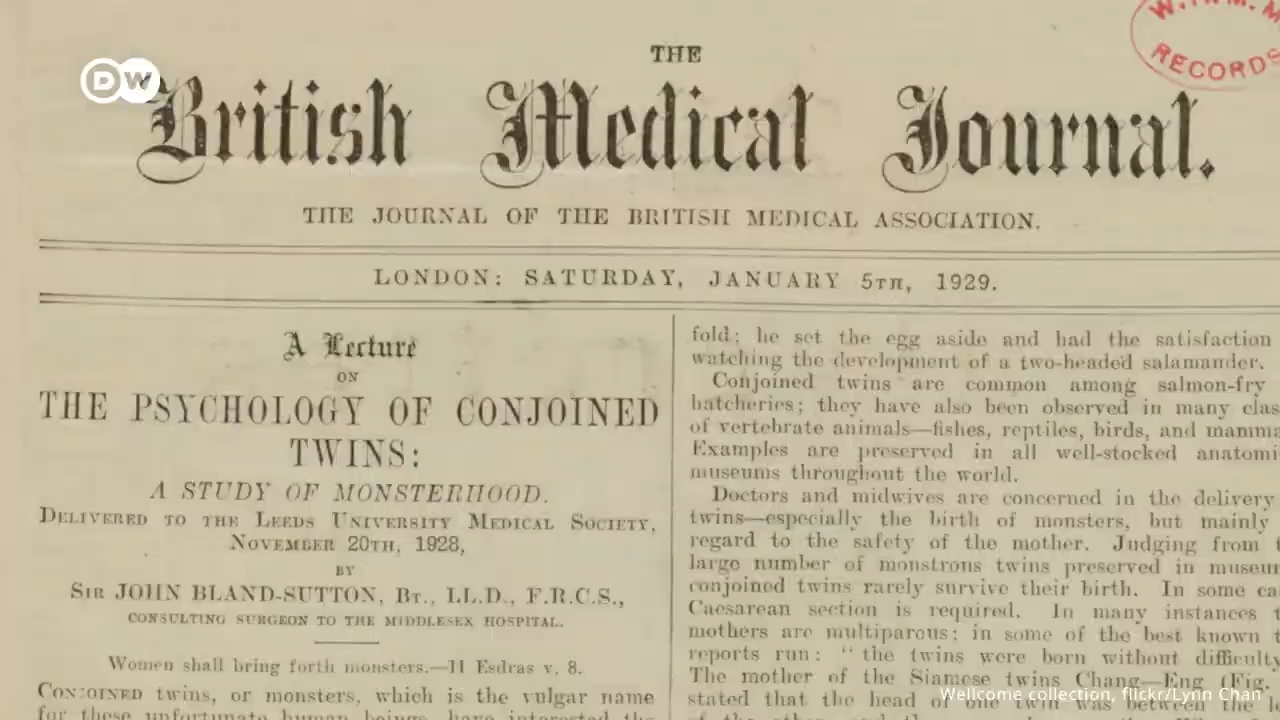 DW
W.
RECORDS
THE
British Medical Journal.
THE JOURNAL OF THE BRITISH MEDICAL ASSOCIATION.
LONDON: SATURDAY, JANUARY 5TH, 1929.
A Lecture
ON
THE PSYCHOLOGY OF CONJOINED
TWINS:
A STUDY OF MONSTERHOOD.
DELIVERED TO THE LEEDS UNIVERSITY MEDICAL SOCIETY,
NOVEMBER 20TH, 1928,
BY
SIR JOHN BLAND-SUTTON, BT., LL.D., F.R.C.S.,
CONSULTING SURGEON TO THE MIDDLESEX HOSPITAL.
Women shall bring forth monsters.—II Esdras v, 8.
CONJOINED twins, or monsters, which is the vulgar name
for these unfortunate human beings, have interested the
fold; he set the egg aside and had the satisfaction
watching the development of a two-headed salamander.
Conjoined twins are common among salmon-fry
hatcheries; they have also been observed in many clas
of vertebrate animals—fishes, reptiles, birds, and mamma
Examples are preserved in all well-stocked anatomi
museums throughout the world.
Doctors and midwives are concerned in the delivery
twins—especially the birth of monsters, but mainly
regard to the safety of the mother. Judging from t
large number of monstrous twins preserved in museum
conjoined twins rarely survive their birth. In some ca
Caesarean section is required. In many instances t
mothers are multiparous; in some of the best known t
reports run: "the twins were born without difficulty
The mother of the Siamese twins Chang—Eng (Fig.
stated that the head of one twin was between the l
Wellcome collection, flickr/Lynn Chan